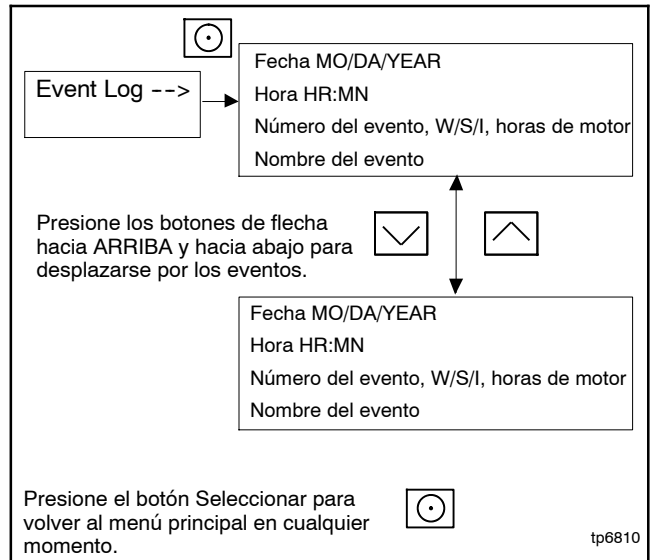 Event Log -->
Fecha MO/DA/YEAR
Hora HR:MN
Número del evento, W/S/I, horas de motor
Nombre del evento
Presione los botones de flecha
hacia ARRIBA y hacia abajo para
desplazarse por los eventos.
Fecha MO/DA/YEAR
Hora HR:MN
Número del evento, W/S/I, horas de motor
Nombre del evento
Presione el botón Seleccionar para
volver al menú principal en cualquier
momento.
tp6810